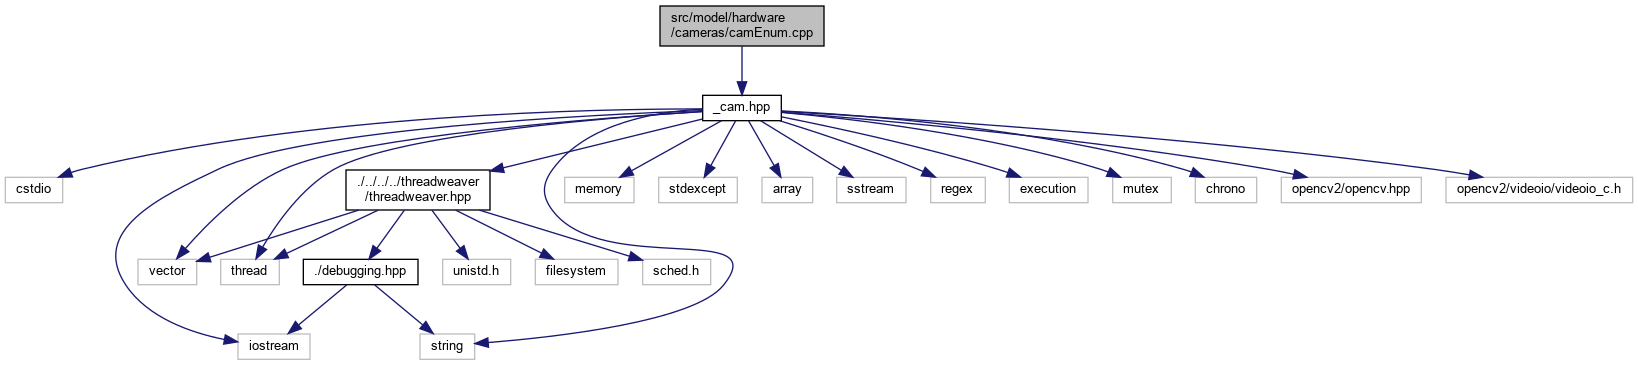 src/model/hardware
/cameras/camEnum.cpp
_cam.hpp
cstdio
./../../../threadweaver
/threadweaver.hpp
memory
stdexcept
array
sstream
regex
execution
mutex
chrono
opencv2/opencv.hpp
opencv2/videoio/videoio_c.h
vector
thread
./debugging.hpp
unistd.h
filesystem
sched.h
iostream
string